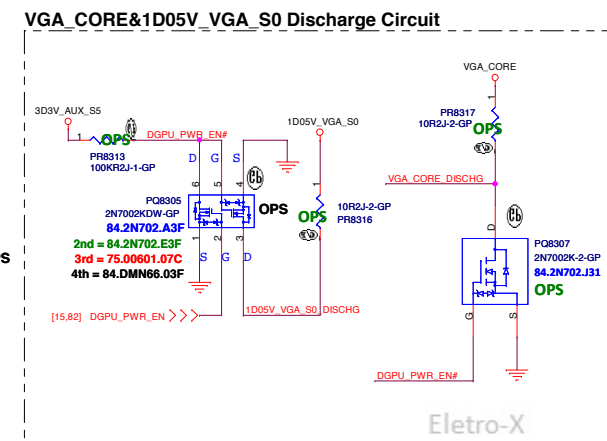 VGA_CORE&1D05V_VGA_S0 Discharge Circuit
VGA_CORE
3D3V_AUX_S5
1
OPS
DGPU_PWR_EN#
PR8313
100KR2J-1-GP
1D05V_VGA_S0
1
PR8317
10R2J-2-GP
OPS
D G S
6 5 4
VGA_CORE_DISCHG
PQ8305
2N7002KDW-GP
84.2N702.A3F
2nd = 84.2N702.E3F
3rd = 75.00601.07C
4th = 84.DMN66.03F
OPS
1
OPS
10R2J-2-GP
PR8316
1 2 3
S G D
PS
D
PQ8307
2N7002K-2-GP
84.2N702.J31
OPS
G S
[15,82] DGPU_PWR_EN
1D05V_VGA_S0_DISCHG
DGPU_PWR_EN#
Eletro-X